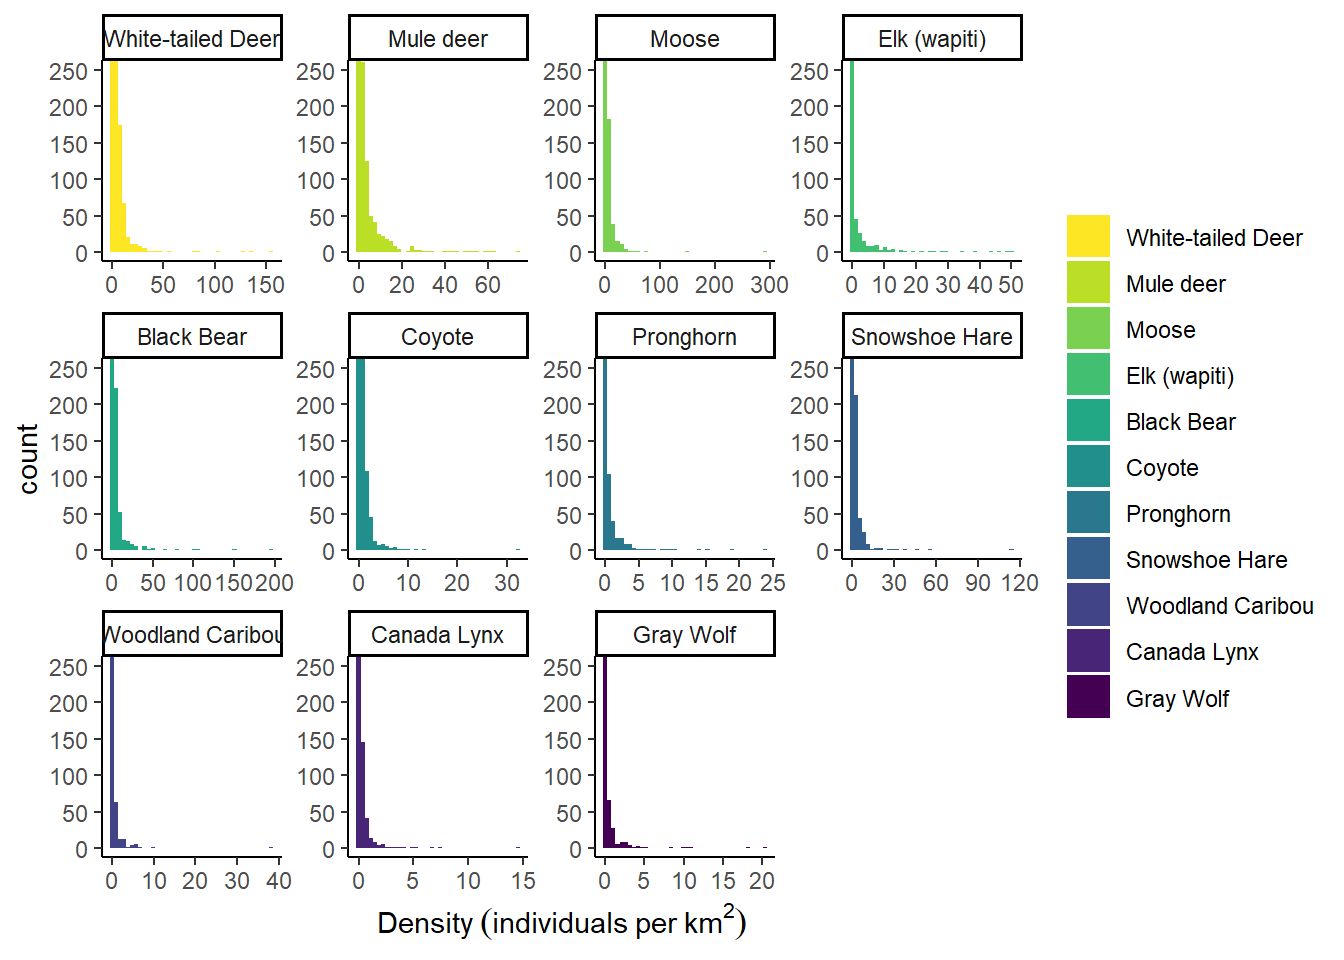 White-tailed Deer Mule deer Moose Elk (wapiti)
250 250 250 250
200 200 200 200
150 150 150 150
100 100 100 100
50 50 50 50
0 0 0 0
0 50 100 150 0 20 40 60 0 100 200 300 0 10 20 30 40 50
Black Bear Coyote Pronghorn Snowshoe Hare
250 250 250 250
200 200 200 200
150 150 150 150
100 100 100 100
50 50 50 50
0 0 0 0
0 50 100 150 200 0 10 20 30 0 5 10 15 20 25 0 30 60 90 120
Woodland Caribou Canada Lynx Gray Wolf
250 250 250
200 200 200
150 150 150
100 100 100
50 50 50
0 0 0
0 10 20 30 40 0 5 10 15 0 5 10 15 20
count
Density (individuals per km²)
White-tailed Deer
Mule deer
Moose
Elk (wapiti)
Black Bear
Coyote
Pronghorn
Snowshoe Hare
Woodland Caribou
Canada Lynx
Gray Wolf